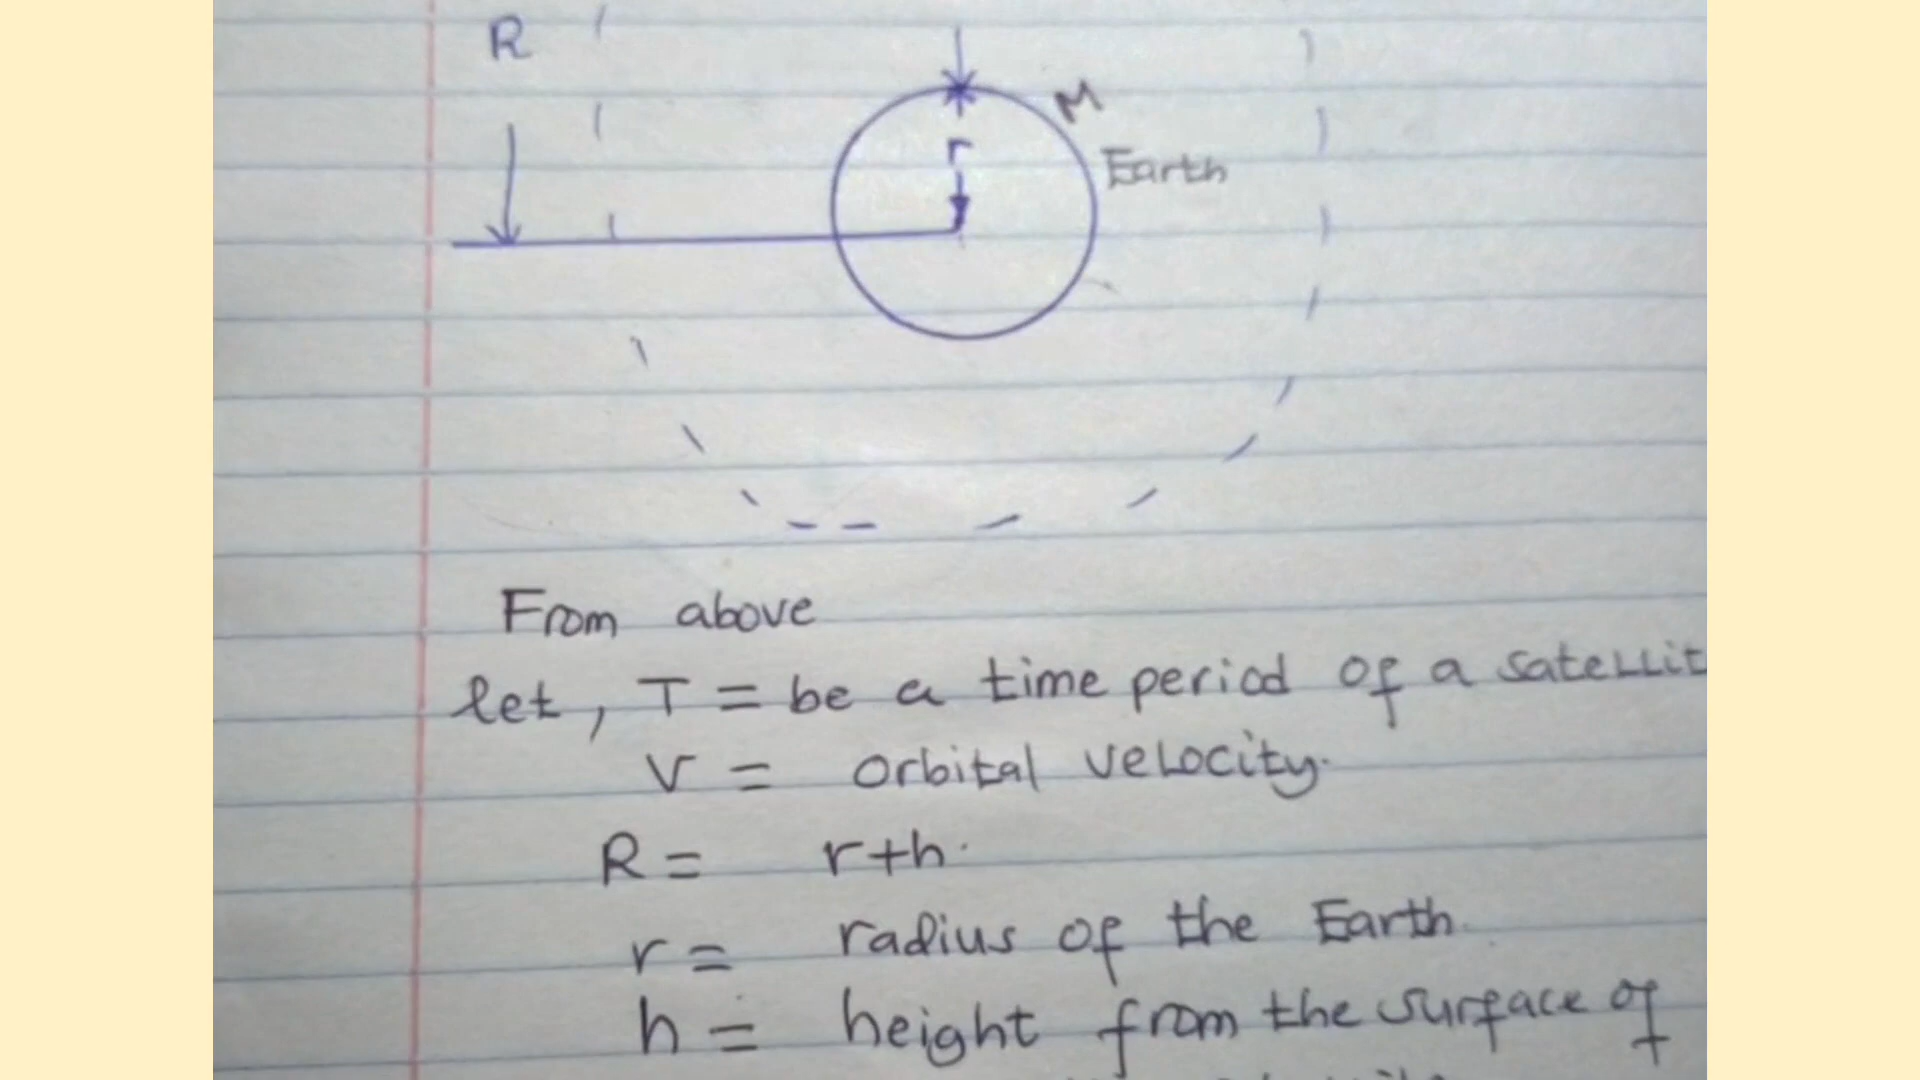 R
M
r
Earth
From above
let, T = be a time period of a satellit
V = orbital velocity.
R = r+h.
r = radius of the Earth.
h = height from the surface of